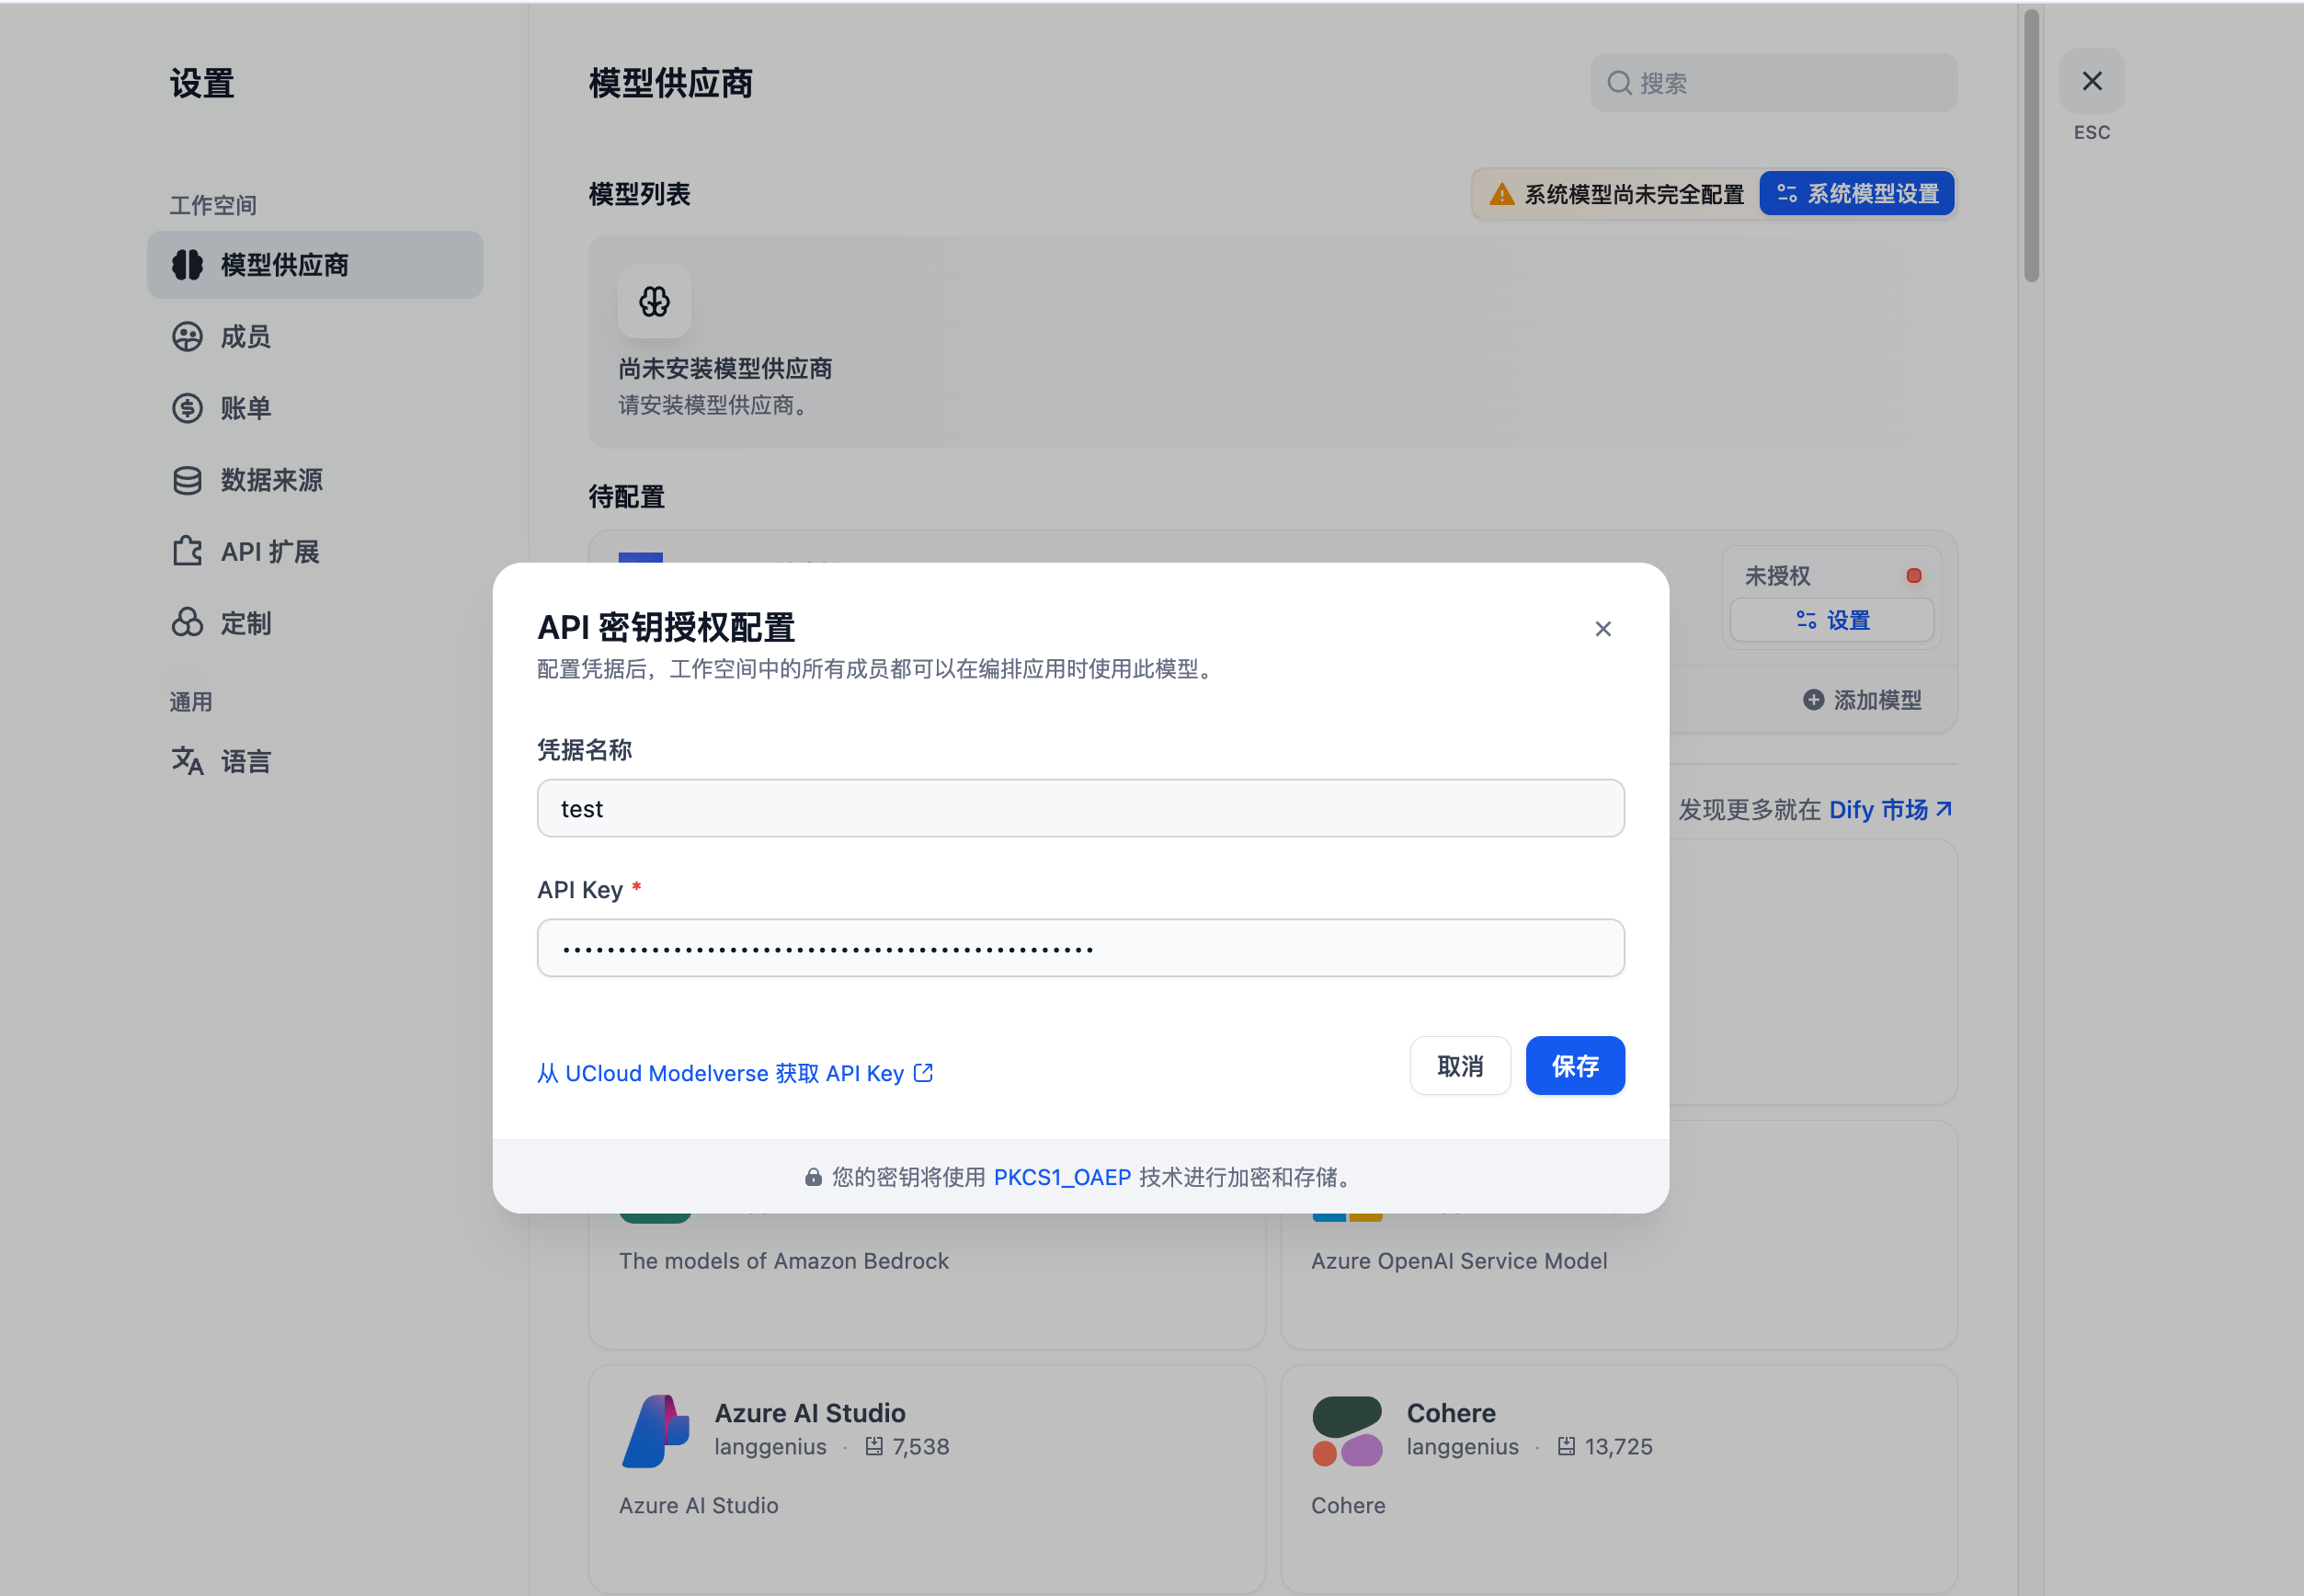 设置
工作空间
模型供应商
成员
账单
数据来源
API 扩展
定制
通用
语言
模型供应商
搜索
ESC
模型列表
系统模型尚未完全配置
系统模型设置
尚未安装模型供应商
请安装模型供应商。
待配置
未授权
设置
添加模型
发现更多就在 Dify 市场
API 密钥授权配置
配置凭据后，工作空间中的所有成员都可以在编排应用时使用此模型。
凭据名称
test
API Key *
从 UCloud Modelverse 获取 API Key
取消
保存
您的密钥将使用 PKCS1_OAEP 技术进行加密和存储。
The models of Amazon Bedrock
Azure OpenAI Service Model
Azure AI Studio
langgenius · 7,538
Azure AI Studio
Cohere
langgenius · 13,725
Cohere